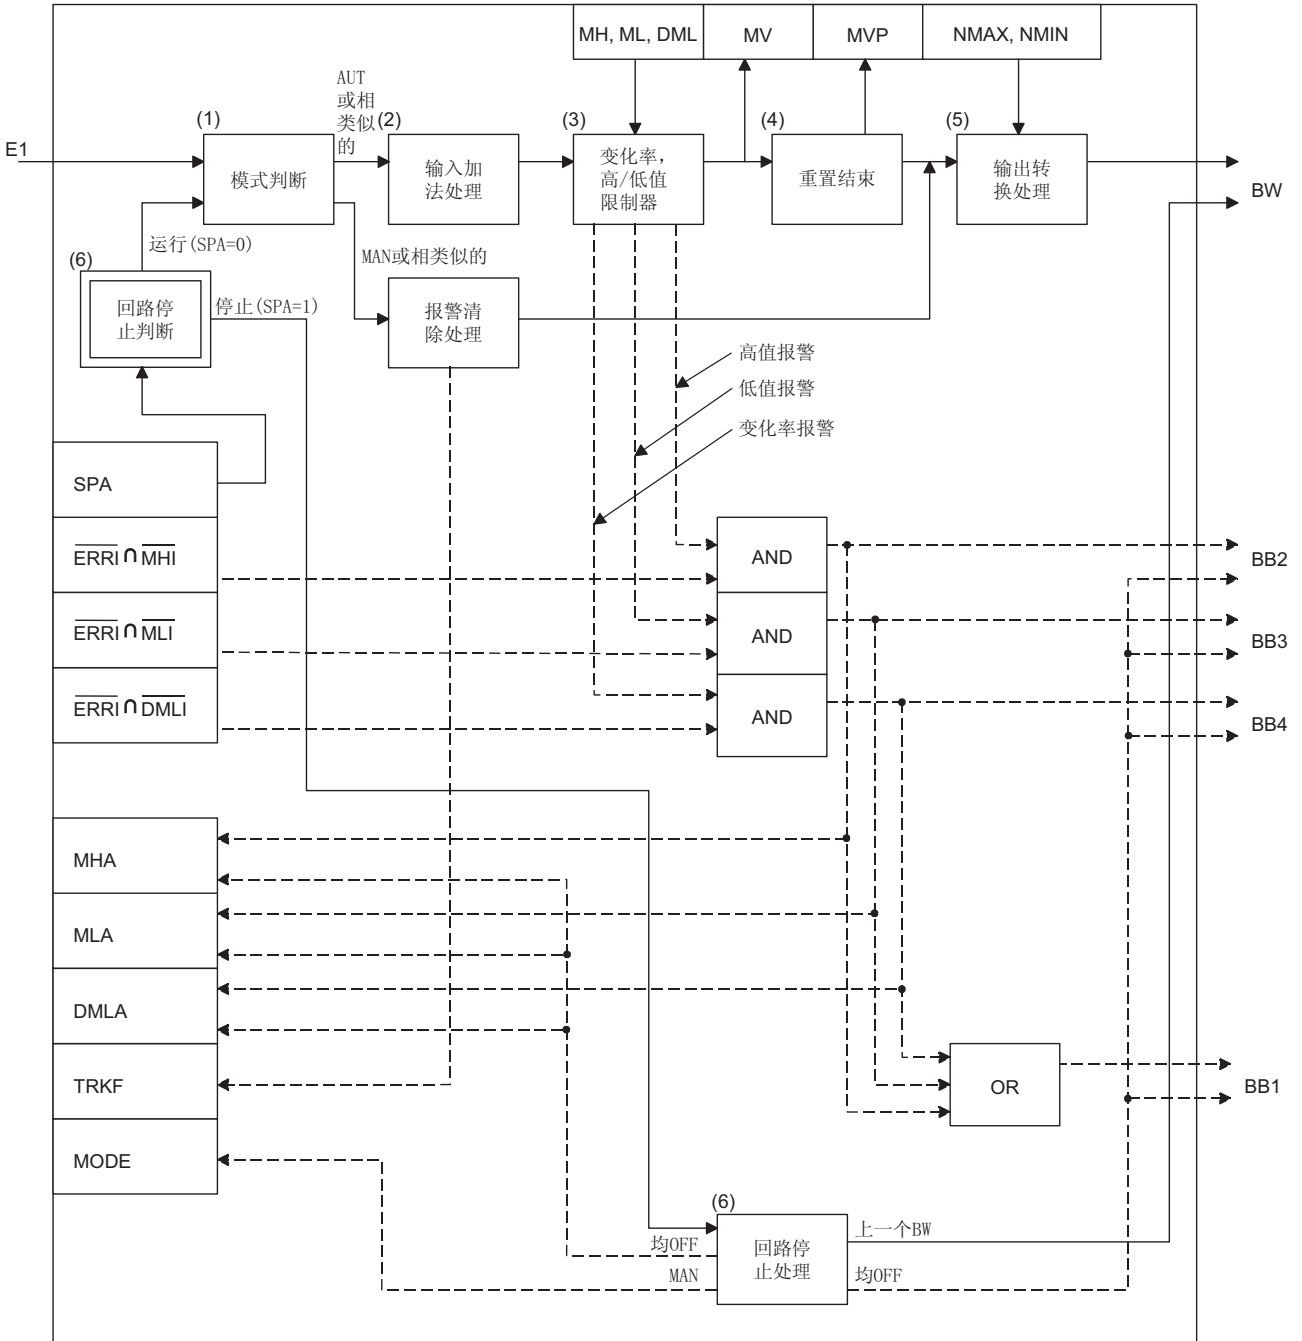 MH, ML, DML
MV
MVP
NMAX, NMIN
AUT
或相
类似
的
(1)
(2)
(3)
(4)
(5)
E1
模式判断
输入加
法处理
变化率,
高/低值
限制器
重置结束
输出转
换处理
BW
运行(SPA=0)
MAN或相类似的
(6)
回路停
止判断
停止(SPA=1)
报警清
除处理
高值报警
低值报警
变化率报警
SPA
ERRI∩MHI
AND
BB2
ERRI∩MLI
AND
BB3
ERRI∩DMLI
AND
BB4
MHA
MLA
DMLA
TRKF
OR
BB1
MODE
(6)
上一个BW
均OFF
回路停
止处理
MAN
均OFF